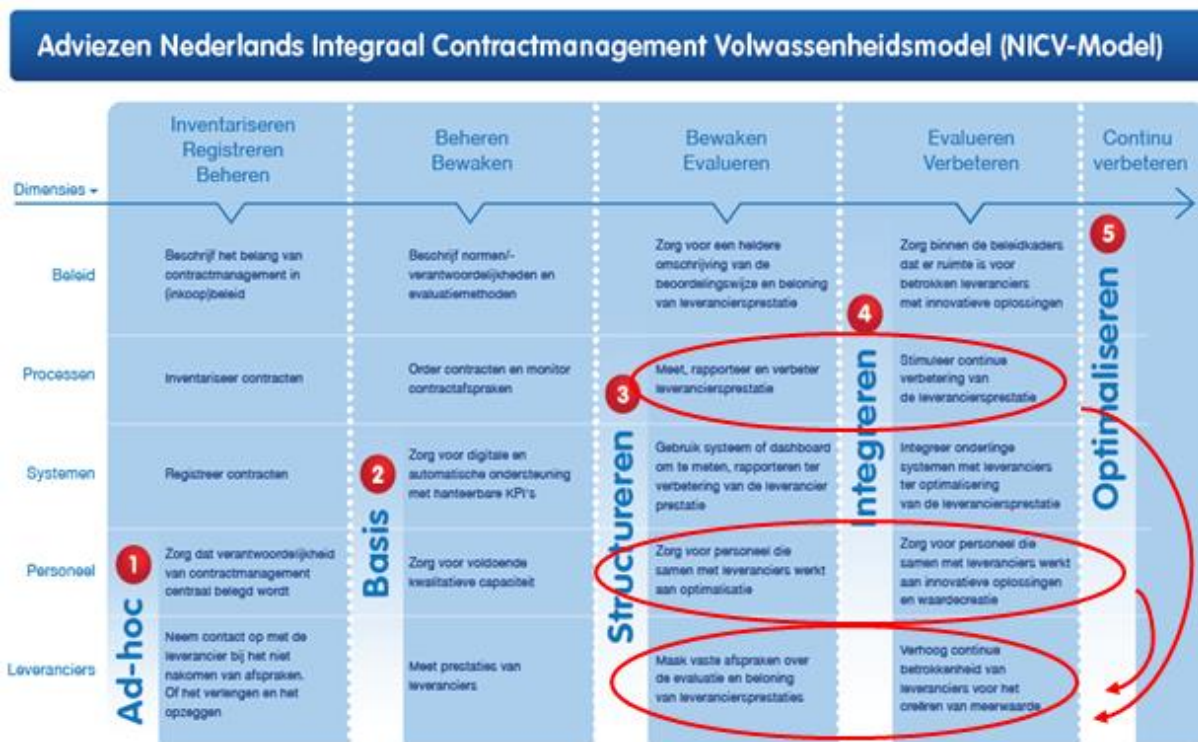 Adviezen Nederlands Integraal Contractmanagement Volwassenheidsmodel (NICV-Model)
Inventariseren
Registreren
Beheren
Beheren
Bewaken
Bewaken
Evalueren
Evalueren
Verbeteren
Continu
verbeteren
Dimensies
Beleid
Beschrijf het belang van
contractmanagement in
(inkoop)beleid
Beschrijf normen/-
verantwoordelijkheden en
evaluatiemethoden
Zorg voor een heldere
omschrijving van de
beoordelingswijze en beloning
van leveranciersprestatie
Zorg binnen de beleidkaders
dat er ruimte is voor
betrokken leveranciers
met innovatieve oplossingen
Processen
Inventariseer contracten
Order contracten en monitor
contractafspraken
Meet, rapporteer en verbeter
leveranciersprestatie
Stimuleer continue
verbetering van
de leveranciersprestatie
Systemen
Registreer contracten
Zorg voor digitale en
automatische ondersteuning
met hanteerbare KPI's
Gebruik systeem of dashboard
om te meten, rapporteren ter
verbetering van de leverancier
prestatie
Integreer onderlinge
systemen met leveranciers
ter optimalisering
van de leveranciersprestatie
Personeel
Zorg dat verantwoordelijkheid
van contractmanagement
centraal belegd wordt
Zorg voor voldoende
kwalitatieve capaciteit
Zorg voor personeel die
samen met leveranciers werkt
aan optimalisatie
Zorg voor personeel die
samen met leveranciers werkt
aan innovatieve oplossingen
en waardecreatie
Leveranciers
Neem contact op met de
leverancier bij het niet
nakomen van afspraken.
Of het verlengen en het
opzeggen
Meet prestaties van
leveranciers
Maak vaste afspraken over
de evaluatie en beloning
van leveranciersprestaties
Verhoog continue
betrokkenheid van
leveranciers voor het
creëren van meerwaarde
1
Ad-hoc
2
Basis
3
Structureren
4
Integreren
5
Optimaliseren